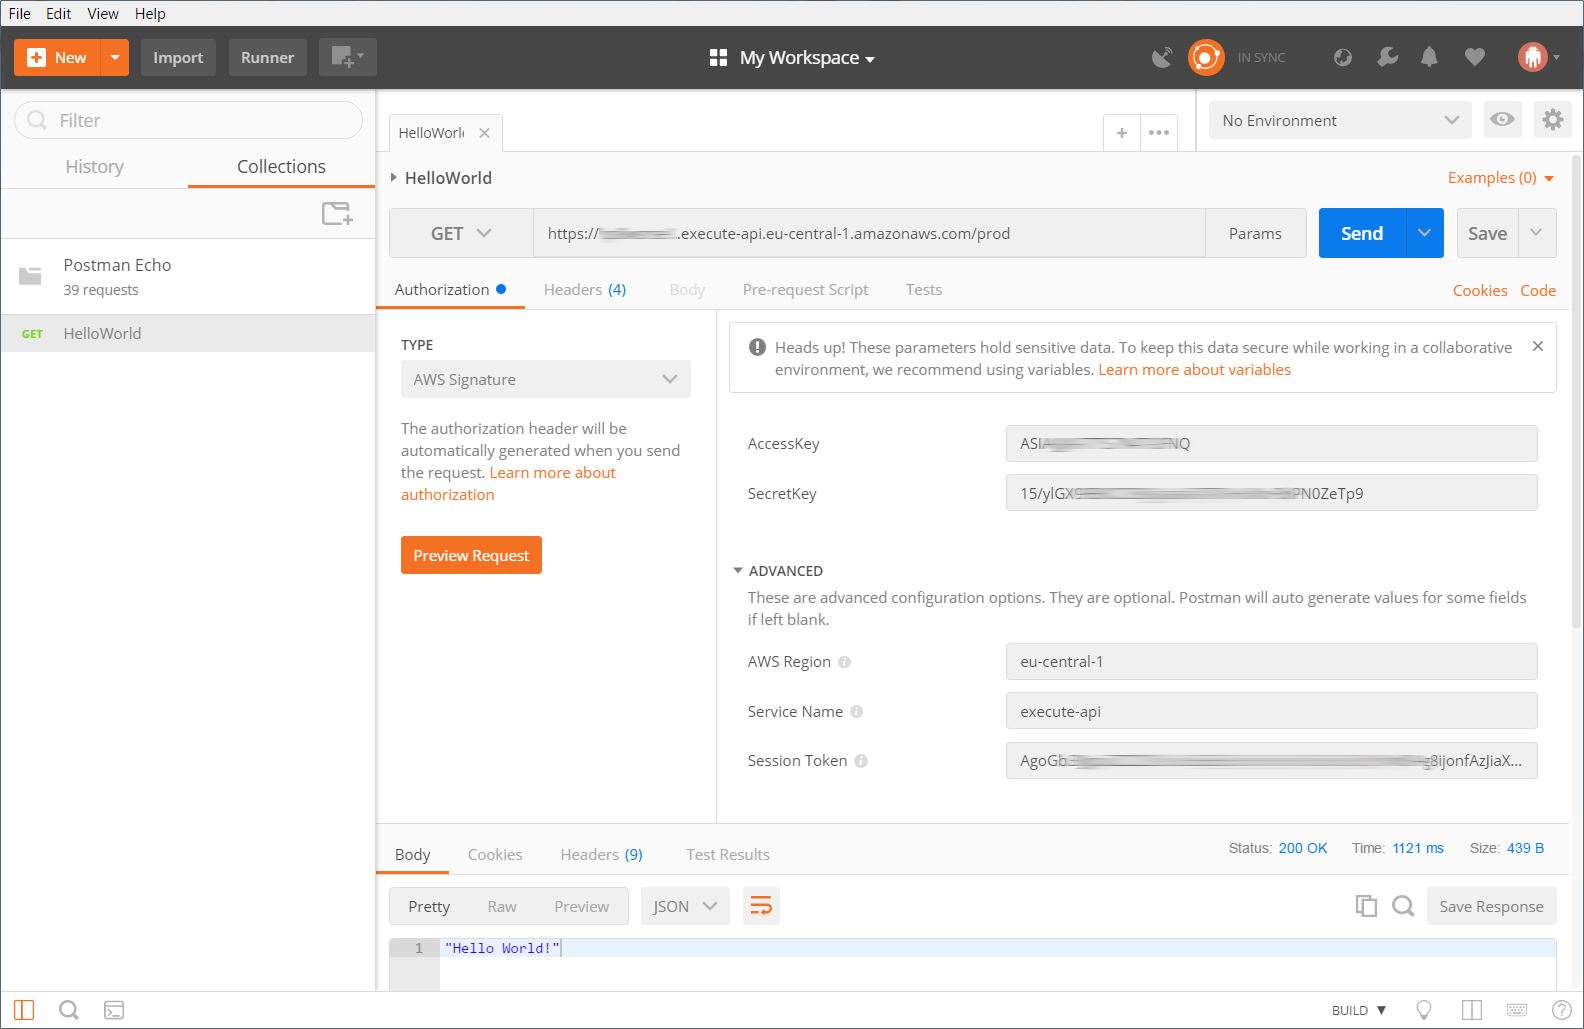 File Edit View Help
New Import Runner My Workspace IN SYNC
Filter
History Collections
Postman Echo
39 requests
GET HelloWorld
HelloWorl
No Environment
HelloWorld
Examples (0)
GET https:// .execute-api.eu-central-1.amazonaws.com/prod Params Send Save
Authorization Headers (4) Body Pre-request Script Tests Cookies Code
TYPE
AWS Signature
The authorization header will be
automatically generated when you send
the request. Learn more about
authorization
Preview Request
Heads up! These parameters hold sensitive data. To keep this data secure while working in a collaborative
environment, we recommend using variables. Learn more about variables
AccessKey ASIA NQ
SecretKey 15/ylGX9 PN0ZeTp9
ADVANCED
These are advanced configuration options. They are optional. Postman will auto generate values for some fields
if left blank.
AWS Region eu-central-1
Service Name execute-api
Session Token AgoGb g8ijonfAzJiaX...
Body Cookies Headers (9) Test Results Status: 200 OK Time: 1121 ms Size: 439 B
Pretty Raw Preview JSON Save Response
1 "Hello World!"
BUILD